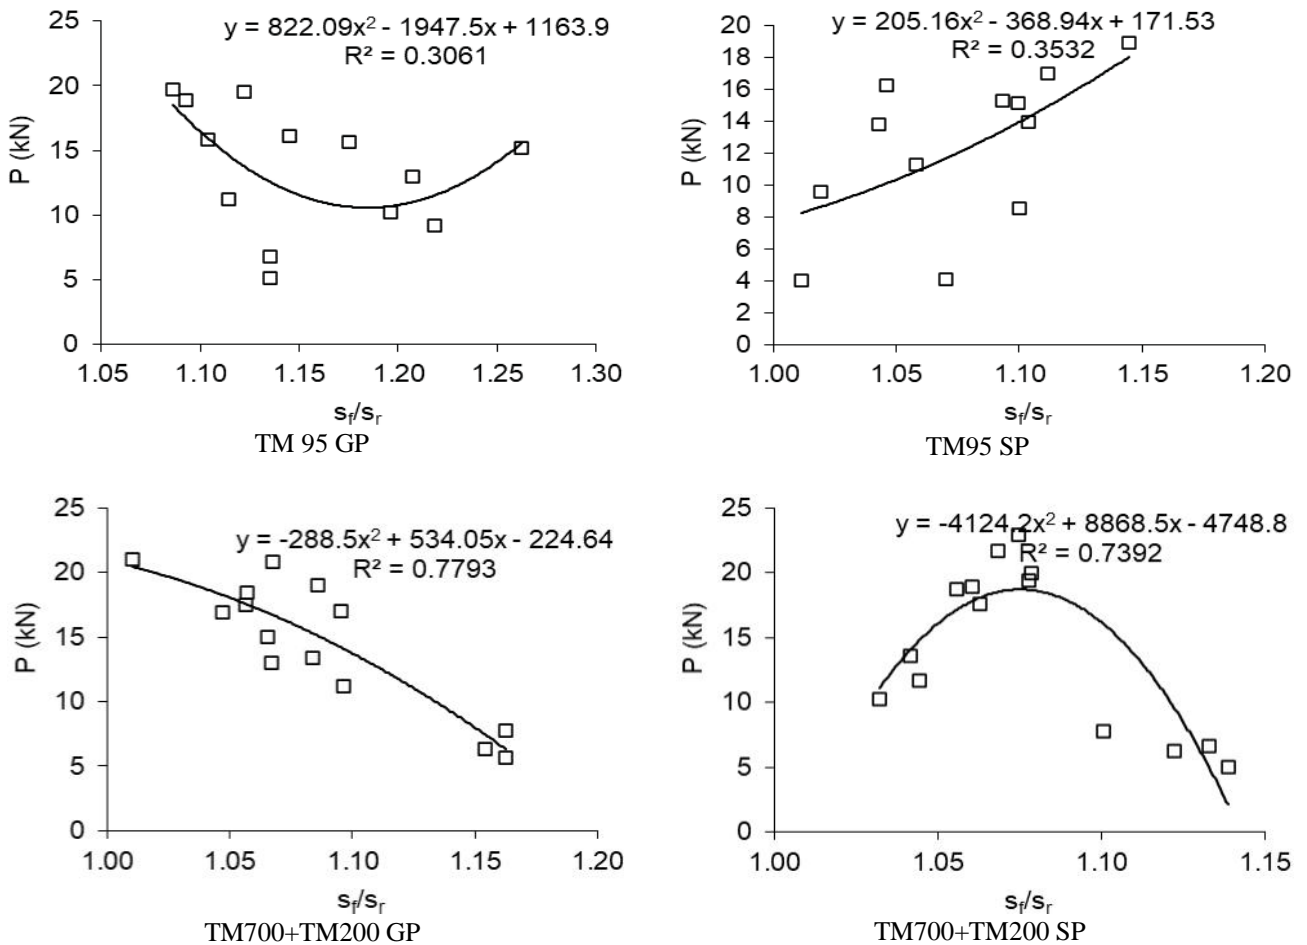 y = 822.09x² - 1947.5x + 1163.9
R² = 0.3061
25
20
15
10
5
0
P (kN)
1.05 1.10 1.15 1.20 1.25 1.30
sf/sr
TM 95 GP
y = 205.16x² - 368.94x + 171.53
R² = 0.3532
20
18
16
14
12
10
8
6
4
2
0
P (kN)
1.00 1.05 1.10 1.15 1.20
sf/sr
TM95 SP
y = -288.5x² + 534.05x - 224.64
R² = 0.7793
25
20
15
10
5
0
P (kN)
1.00 1.05 1.10 1.15 1.20
sf/sr
TM700+TM200 GP
y = -4124.2x² + 8868.5x - 4748.8
R² = 0.7392
25
20
15
10
5
0
P (kN)
1.00 1.05 1.10 1.15
sf/sr
TM700+TM200 SP